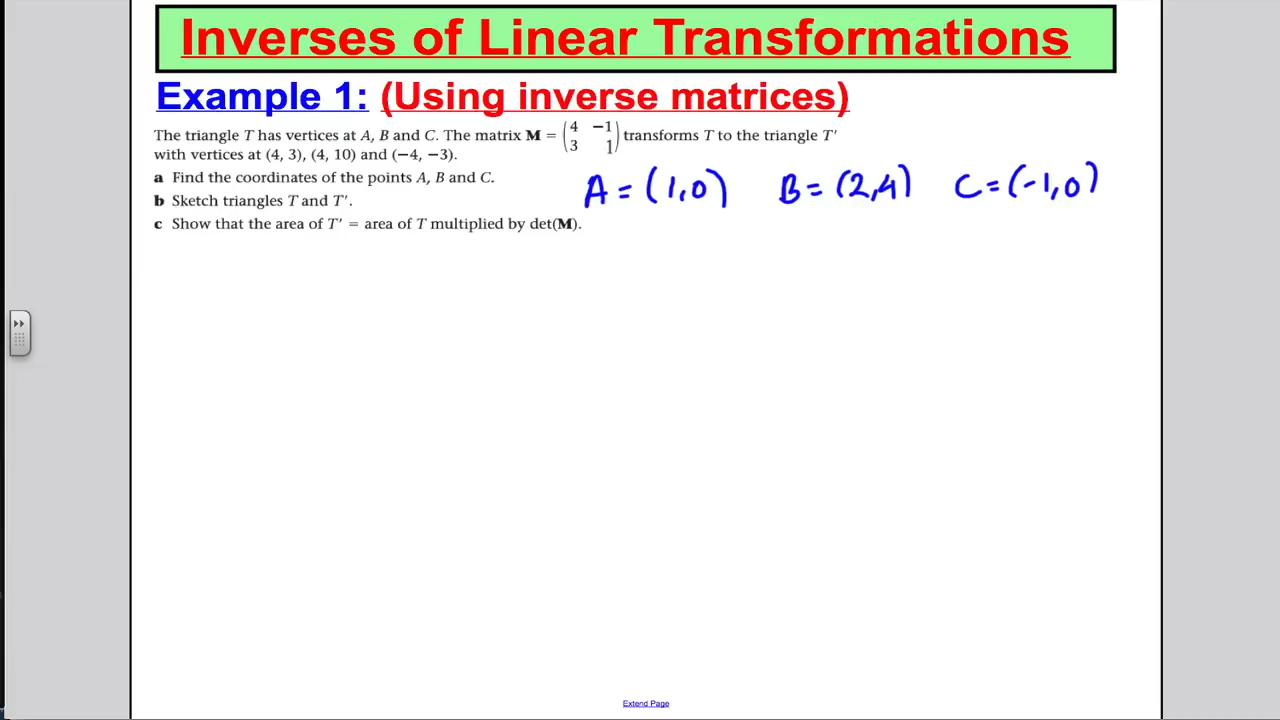 Inverses of Linear Transformations
Example 1: (Using inverse matrices)
The triangle T has vertices at A, B and C. The matrix M = (4 −1 3 1) transforms T to the triangle T′
with vertices at (4, 3), (4, 10) and (−4, −3).
a Find the coordinates of the points A, B and C.
A = (1,0) B = (2,4) C = (-1,0)
b Sketch triangles T and T′.
c Show that the area of T′ = area of T multiplied by det(M).
Extend Page